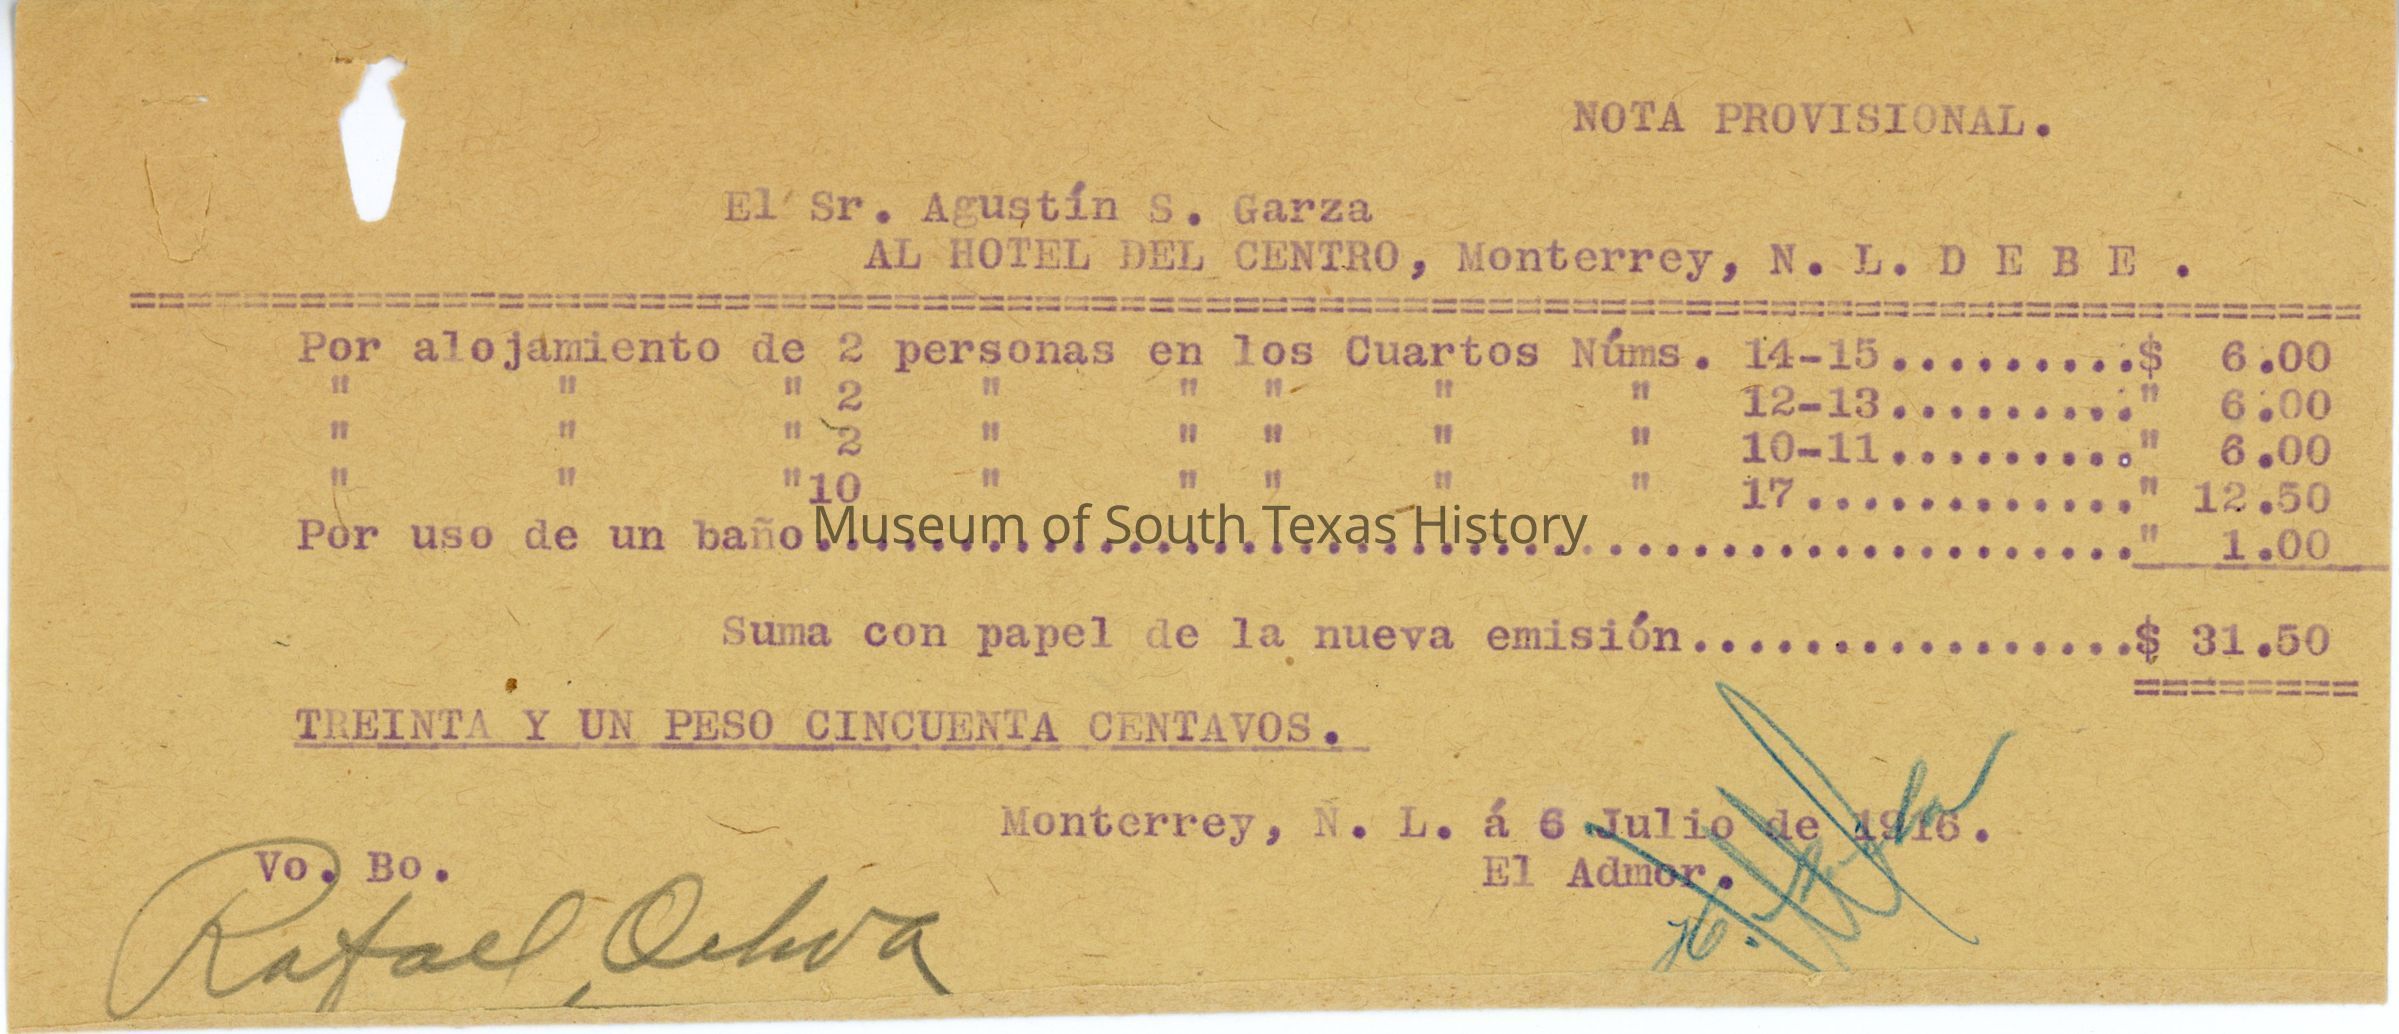 NOTA PROVISIONAL.
El Sr. Agustín S. Garza
AL HOTEL DEL CENTRO, Monterrey, N. L. D E B E .
==============================================================================
Por alojamiento de 2 personas en los Cuartos Núms. 14-15.........$ 6.00
" " " 2 " " " " " 12-13.........." 6.00
" " " 2 " " " " " 10-11.........." 6.00
" " "10 " " " " " 17............" 12.50
Por uso de un baño..............................................." 1.00
Museum of South Texas History
Suma con papel de la nueva emisión................$ 31.50
========
TREINTA Y UN PESO CINCUENTA CENTAVOS.
Monterrey, N. L. á 6 Julio de 1916.
Vo. Bo.
El Admor.
Rafael Ochoa